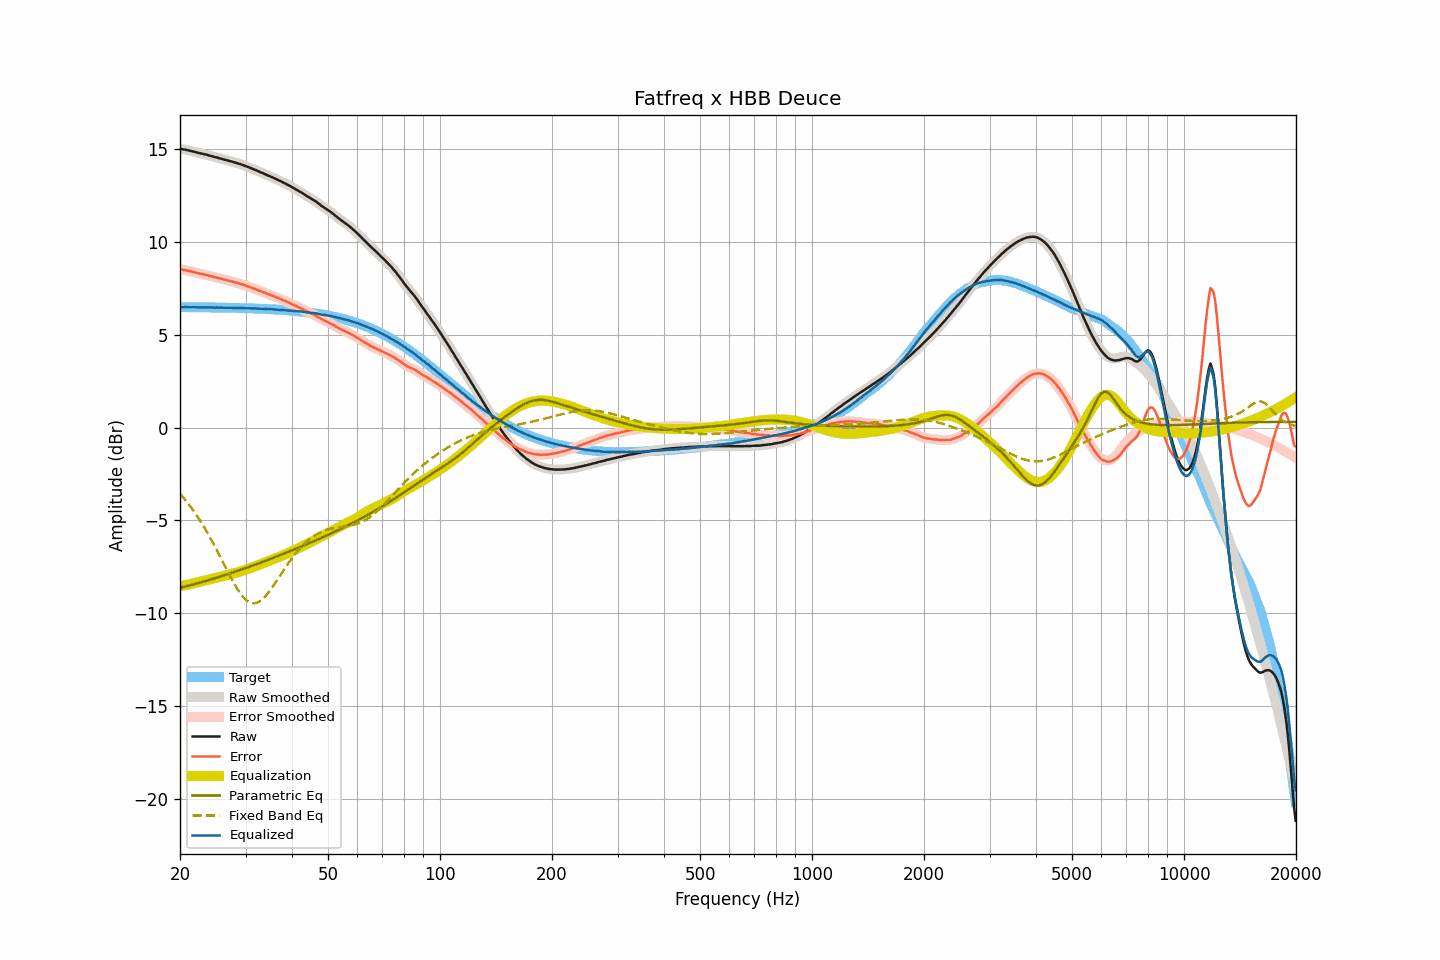 Fatfreq x HBB Deuce
Amplitude (dBr)
15
10
5
0
−5
−10
−15
−20
Target
Raw Smoothed
Error Smoothed
Raw
Error
Equalization
Parametric Eq
Fixed Band Eq
Equalized
20 50 100 200 500 1000 2000 5000 10000 20000
Frequency (Hz)